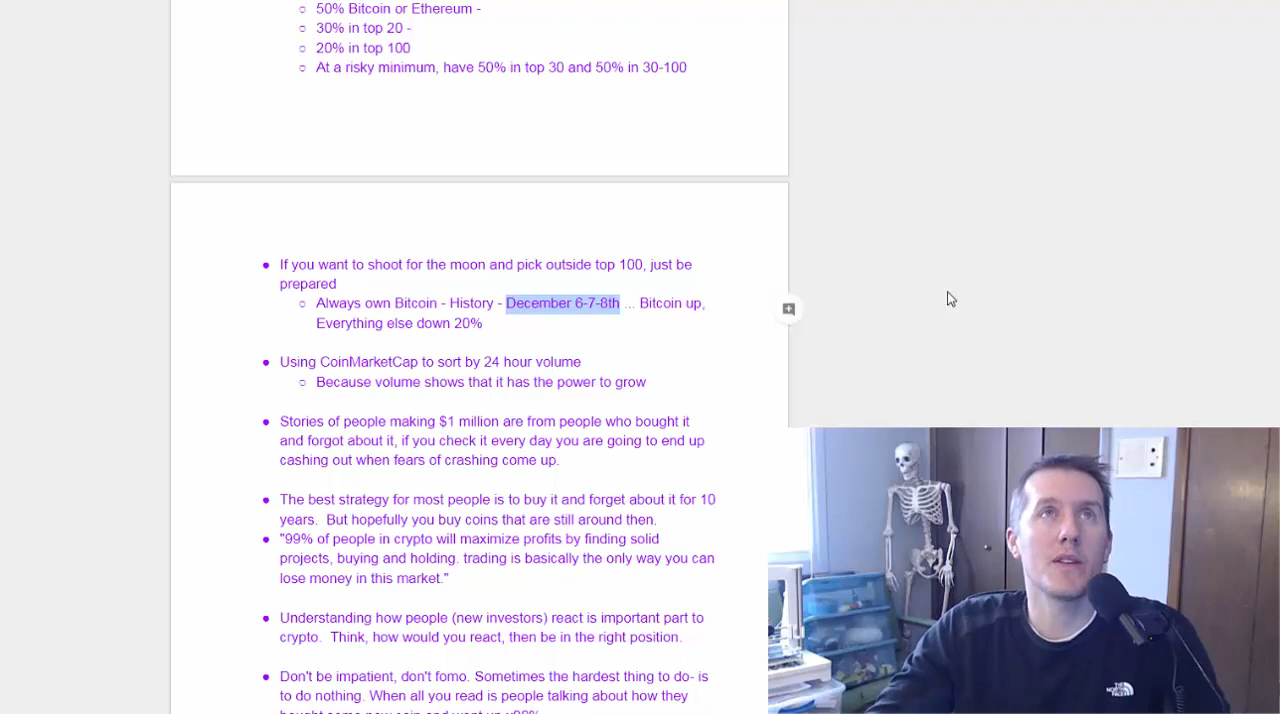 50% Bitcoin or Ethereum -
30% in top 20 -
20% in top 100
At a risky minimum, have 50% in top 30 and 50% in 30-100
If you want to shoot for the moon and pick outside top 100, just be
prepared
Always own Bitcoin - History - December 6-7-8th ... Bitcoin up,
Everything else down 20%
Using CoinMarketCap to sort by 24 hour volume
Because volume shows that it has the power to grow
Stories of people making $1 million are from people who bought it
and forgot about it, if you check it every day you are going to end up
cashing out when fears of crashing come up.
The best strategy for most people is to buy it and forget about it for 10
years.  But hopefully you buy coins that are still around then.
"99% of people in crypto will maximize profits by finding solid
projects, buying and holding. trading is basically the only way you can
lose money in this market."
Understanding how people (new investors) react is important part to
crypto.  Think, how would you react, then be in the right position.
Don't be impatient, don't fomo. Sometimes the hardest thing to do- is
to do nothing. When all you read is people talking about how they
THE
NORTH
FACE